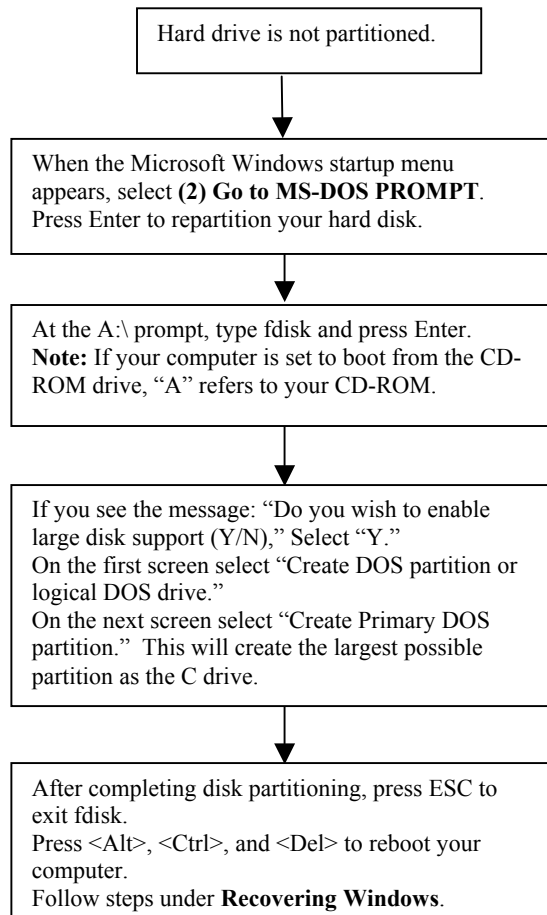 Hard drive is not partitioned.
When the Microsoft Windows startup menu
appears, select (2) Go to MS-DOS PROMPT.
Press Enter to repartition your hard disk.
At the A:\ prompt, type fdisk and press Enter.
Note: If your computer is set to boot from the CD-
ROM drive, “A” refers to your CD-ROM.
If you see the message: “Do you wish to enable
large disk support (Y/N),” Select “Y.”
On the first screen select “Create DOS partition or
logical DOS drive.”
On the next screen select “Create Primary DOS
partition.” This will create the largest possible
partition as the C drive.
After completing disk partitioning, press ESC to
exit fdisk.
Press <Alt>, <Ctrl>, and <Del> to reboot your
computer.
Follow steps under Recovering Windows.